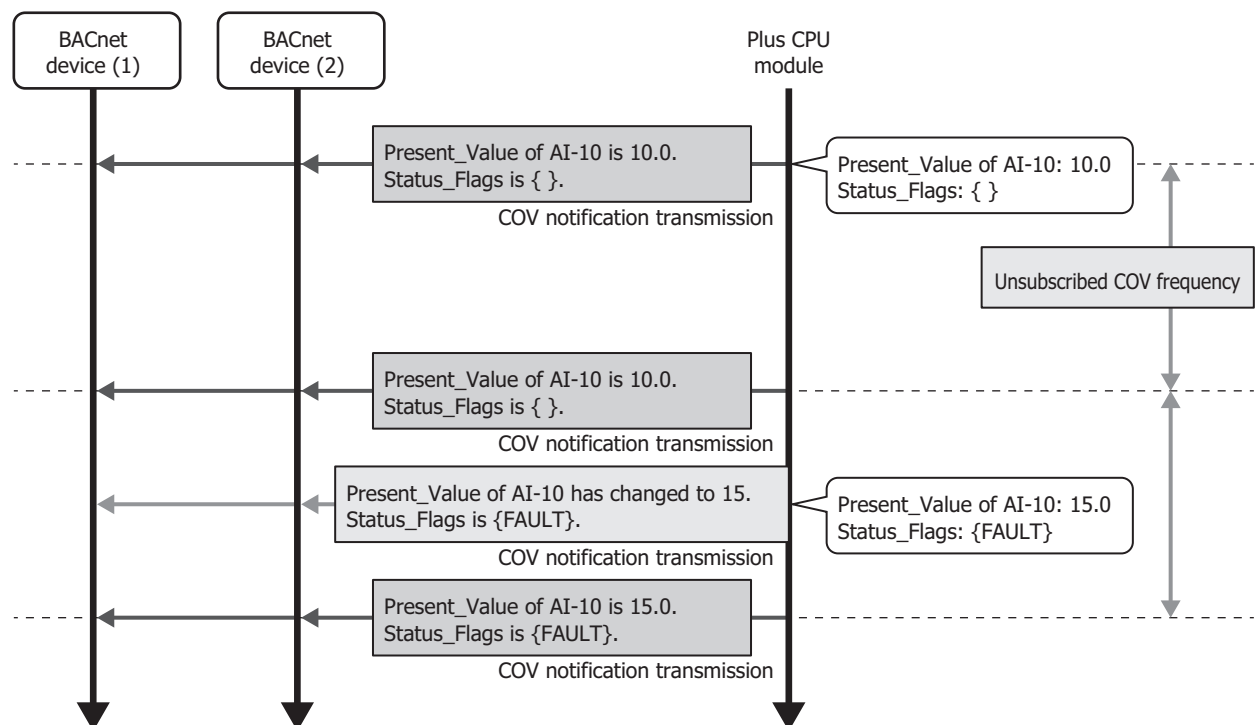 BACnet
device (1)
BACnet
device (2)
Plus CPU
module
Present_Value of AI-10 is 10.0.
Status_Flags is { }.
COV notification transmission
Present_Value of AI-10: 10.0
Status_Flags: { }
Unsubscribed COV frequency
Present_Value of AI-10 is 10.0.
Status_Flags is { }.
COV notification transmission
Present_Value of AI-10 has changed to 15.
Status_Flags is {FAULT}.
COV notification transmission
Present_Value of AI-10: 15.0
Status_Flags: {FAULT}
Present_Value of AI-10 is 15.0.
Status_Flags is {FAULT}.
COV notification transmission